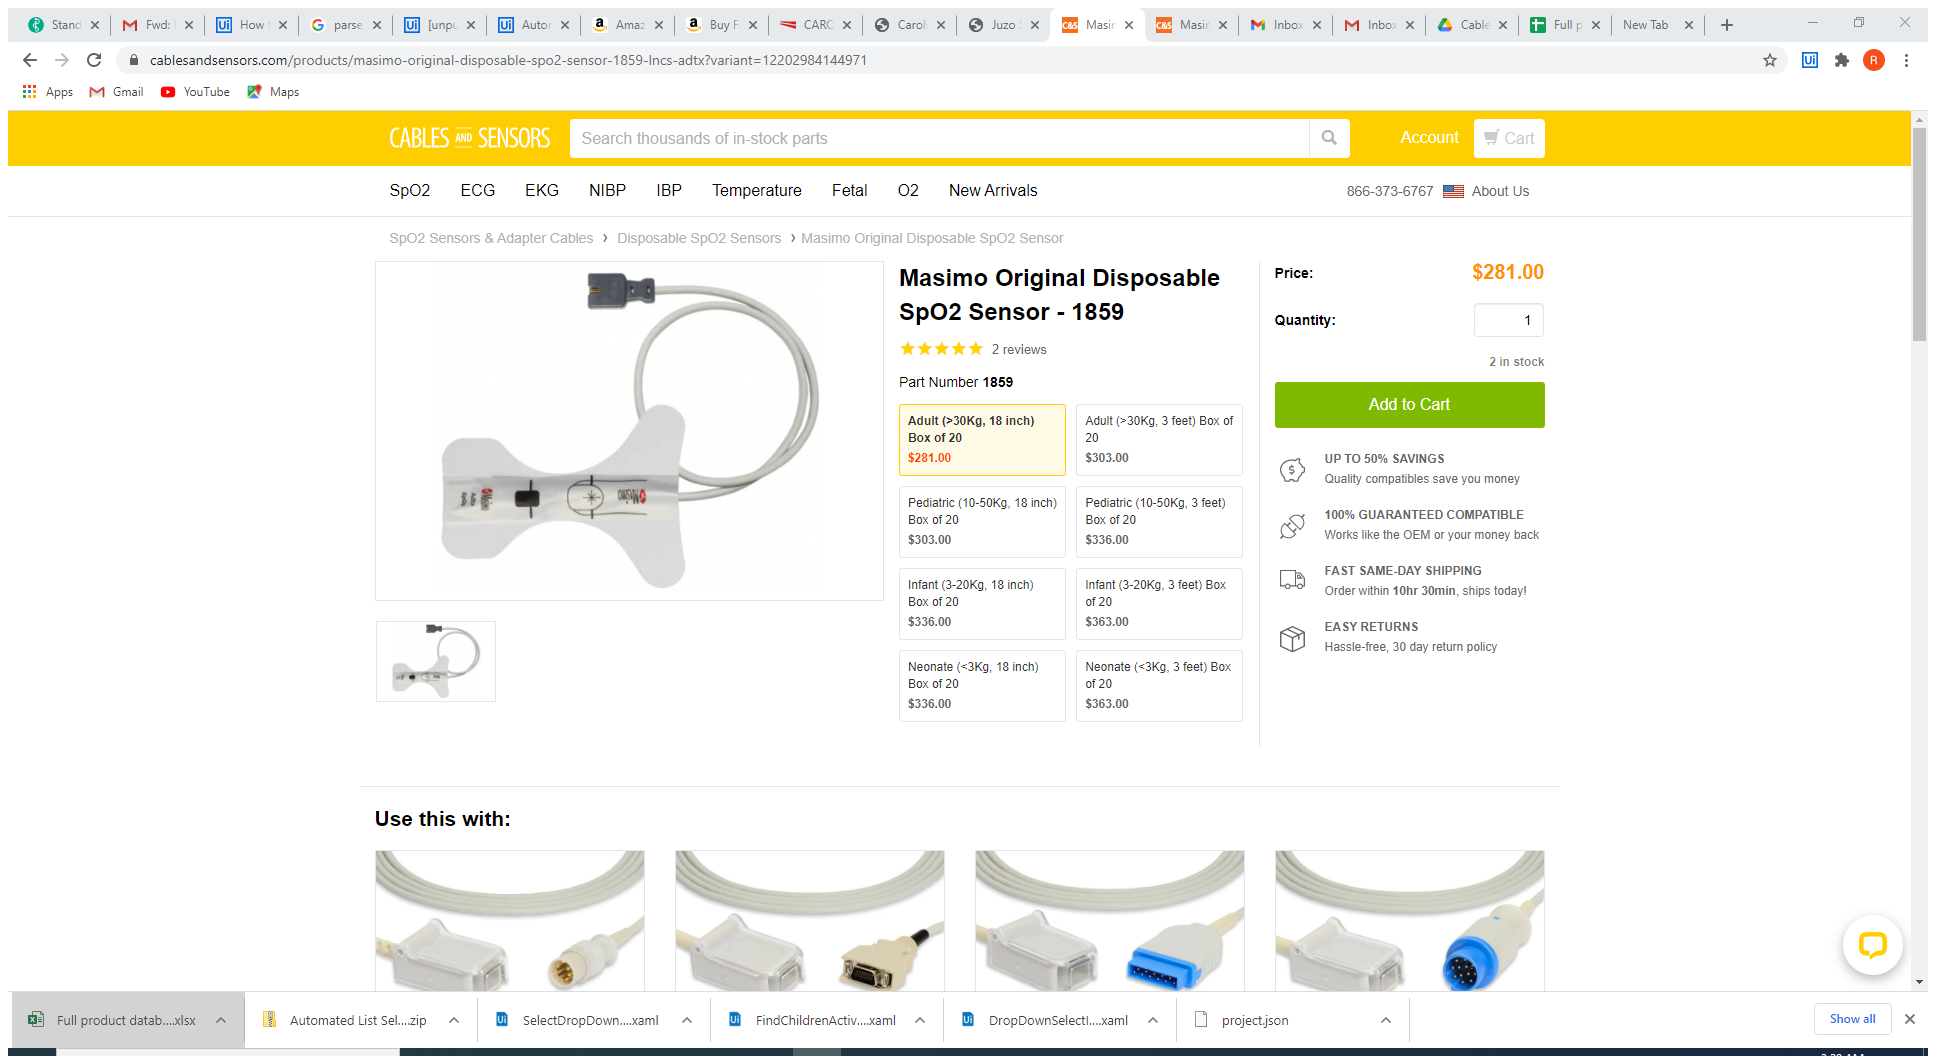 Stand
Fwd:
How
parse
[unpu
Autor
Amaz
Buy F
CARC
Carol
Juzo
Masir
Masin
Inbox
Inbox
Cable
Full p
New Tab
cablesandsensors.com/products/masimo-original-disposable-spo2-sensor-1859-lncs-adtx?variant=12202984144971
Apps Gmail YouTube Maps
CABLES AND SENSORS
Search thousands of in-stock parts
Account
Cart
SpO2 ECG EKG NIBP IBP Temperature Fetal O2 New Arrivals
866-373-6767 About Us
SpO2 Sensors & Adapter Cables › Disposable SpO2 Sensors › Masimo Original Disposable SpO2 Sensor
Masimo Original Disposable
SpO2 Sensor - 1859
2 reviews
Part Number 1859
Adult (>30Kg, 18 inch)
Box of 20
$281.00
Adult (>30Kg, 3 feet) Box of
20
$303.00
Pediatric (10-50Kg, 18 inch)
Box of 20
$303.00
Pediatric (10-50Kg, 3 feet)
Box of 20
$336.00
Infant (3-20Kg, 18 inch)
Box of 20
$336.00
Infant (3-20Kg, 3 feet) Box
of 20
$363.00
Neonate (<3Kg, 18 inch)
Box of 20
$336.00
Neonate (<3Kg, 3 feet) Box
of 20
$363.00
Price: $281.00
Quantity: 1
2 in stock
Add to Cart
UP TO 50% SAVINGS
Quality compatibles save you money
100% GUARANTEED COMPATIBLE
Works like the OEM or your money back
FAST SAME-DAY SHIPPING
Order within 10hr 30min, ships today!
EASY RETURNS
Hassle-free, 30 day return policy
Masimo
Use this with:
Full product datab....xlsx
Automated List Sel....zip
SelectDropDown....xaml
FindChildrenActiv....xaml
DropDownSelectI....xaml
project.json
Show all